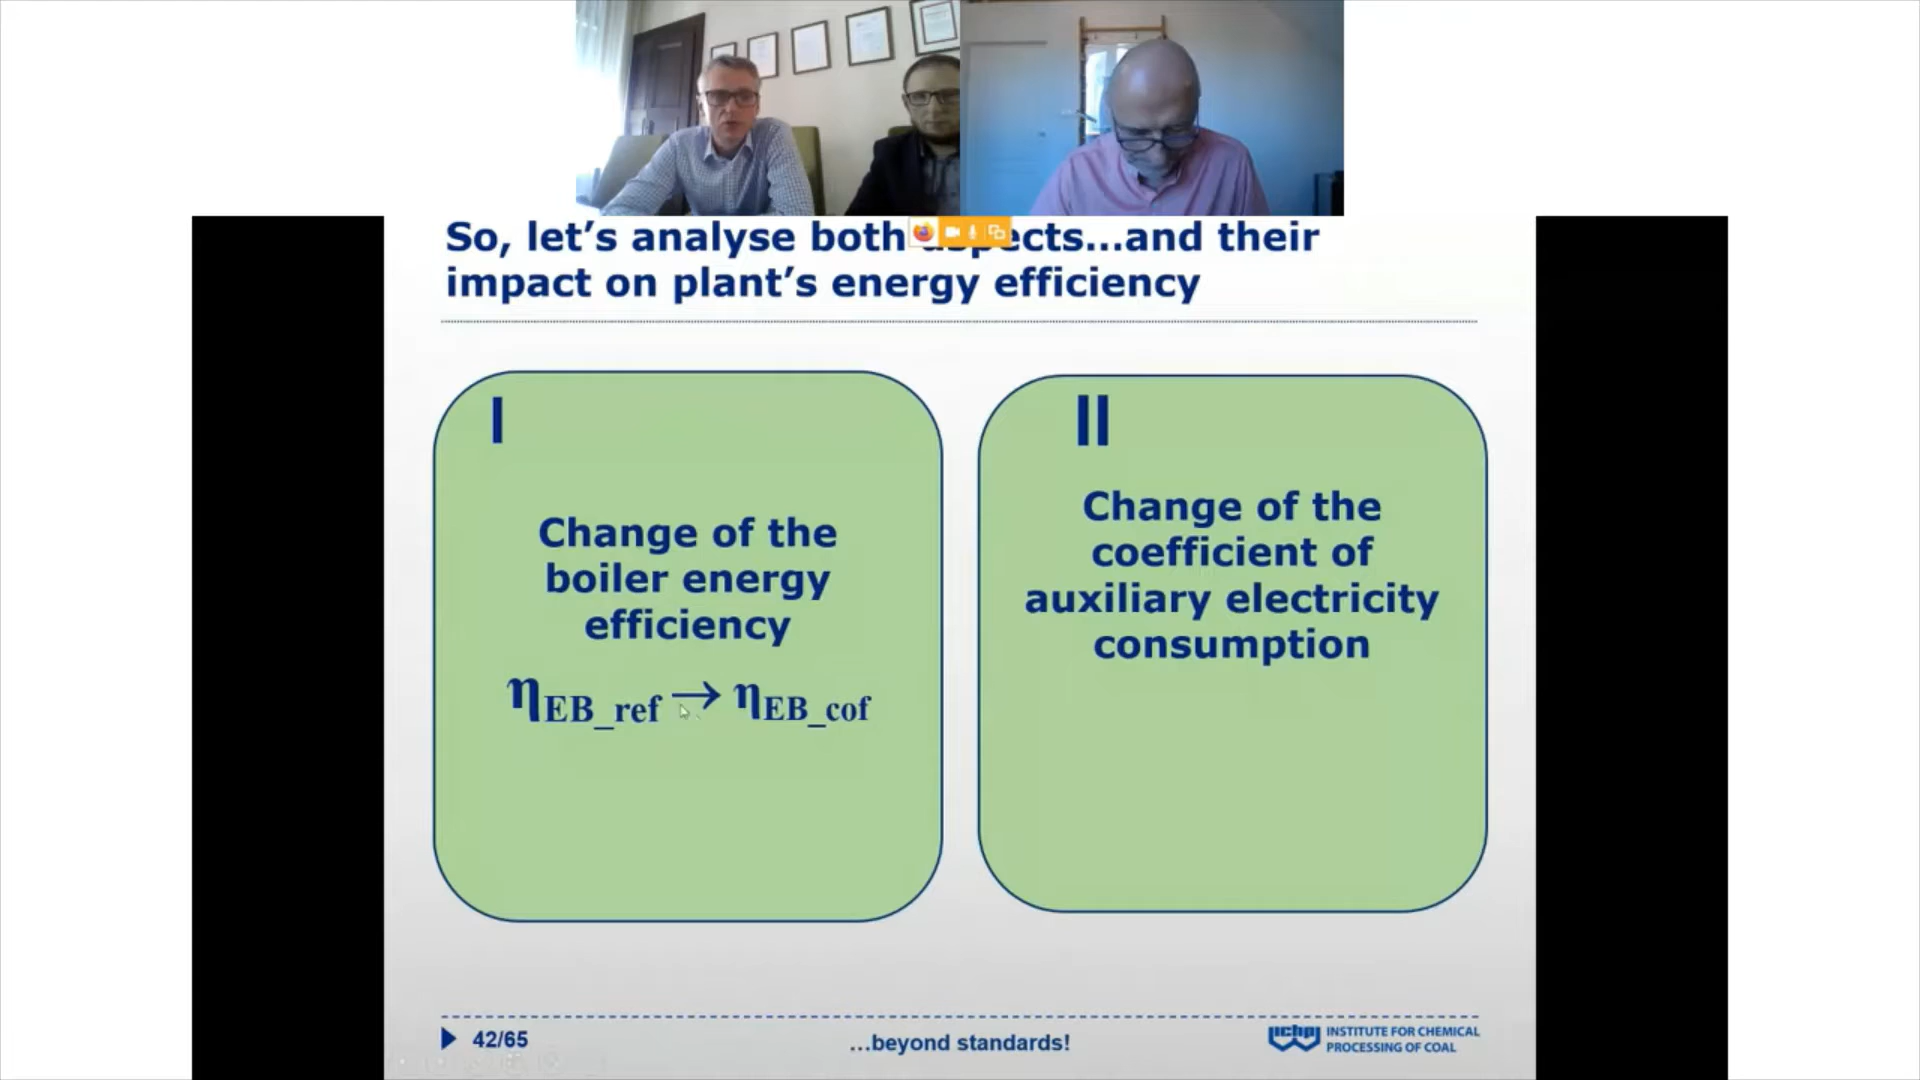 So, let’s analyse both aspects...and their
impact on plant’s energy efficiency
I
Change of the
boiler energy
efficiency
ηEB_ref → ηEB_cof
II
Change of the
coefficient of
auxiliary electricity
consumption
42/65
...beyond standards!
ichpw
INSTITUTE FOR CHEMICAL
PROCESSING OF COAL